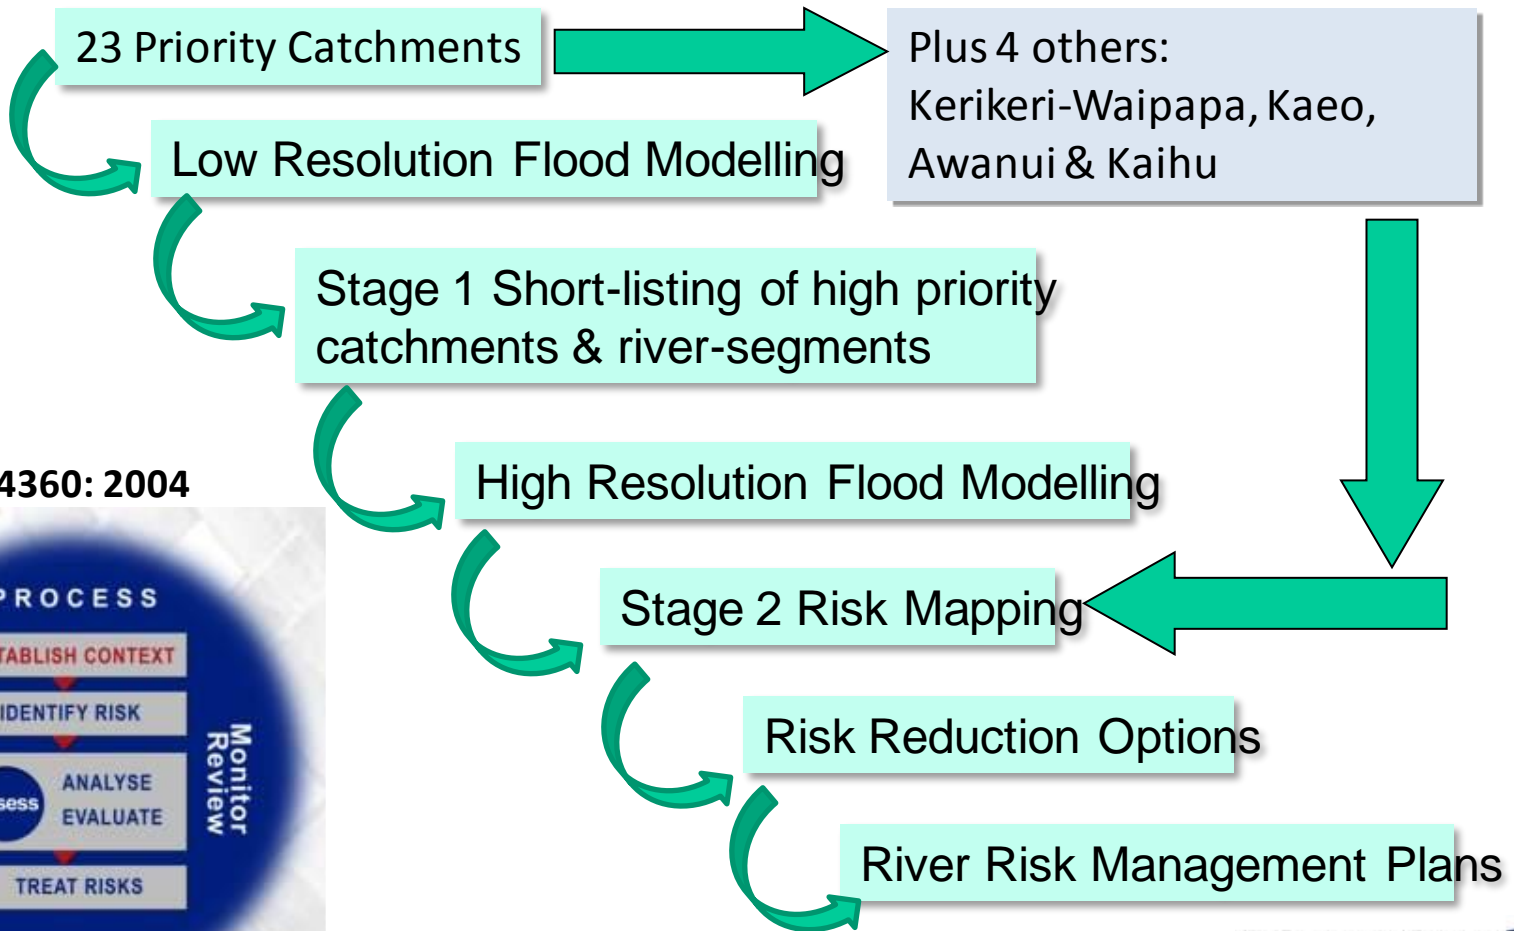 23 Priority Catchments
Plus 4 others:
Kerikeri-Waipapa, Kaeo,
Awanui & Kaihu
Low Resolution Flood Modelling
Stage 1 Short-listing of high priority
catchments & river-segments
High Resolution Flood Modelling
Stage 2 Risk Mapping
Risk Reduction Options
River Risk Management Plans
4360: 2004
PROCESS
TABLISH CONTEXT
IDENTIFY RISK
sess
ANALYSE
EVALUATE
TREAT RISKS
Monitor
Review